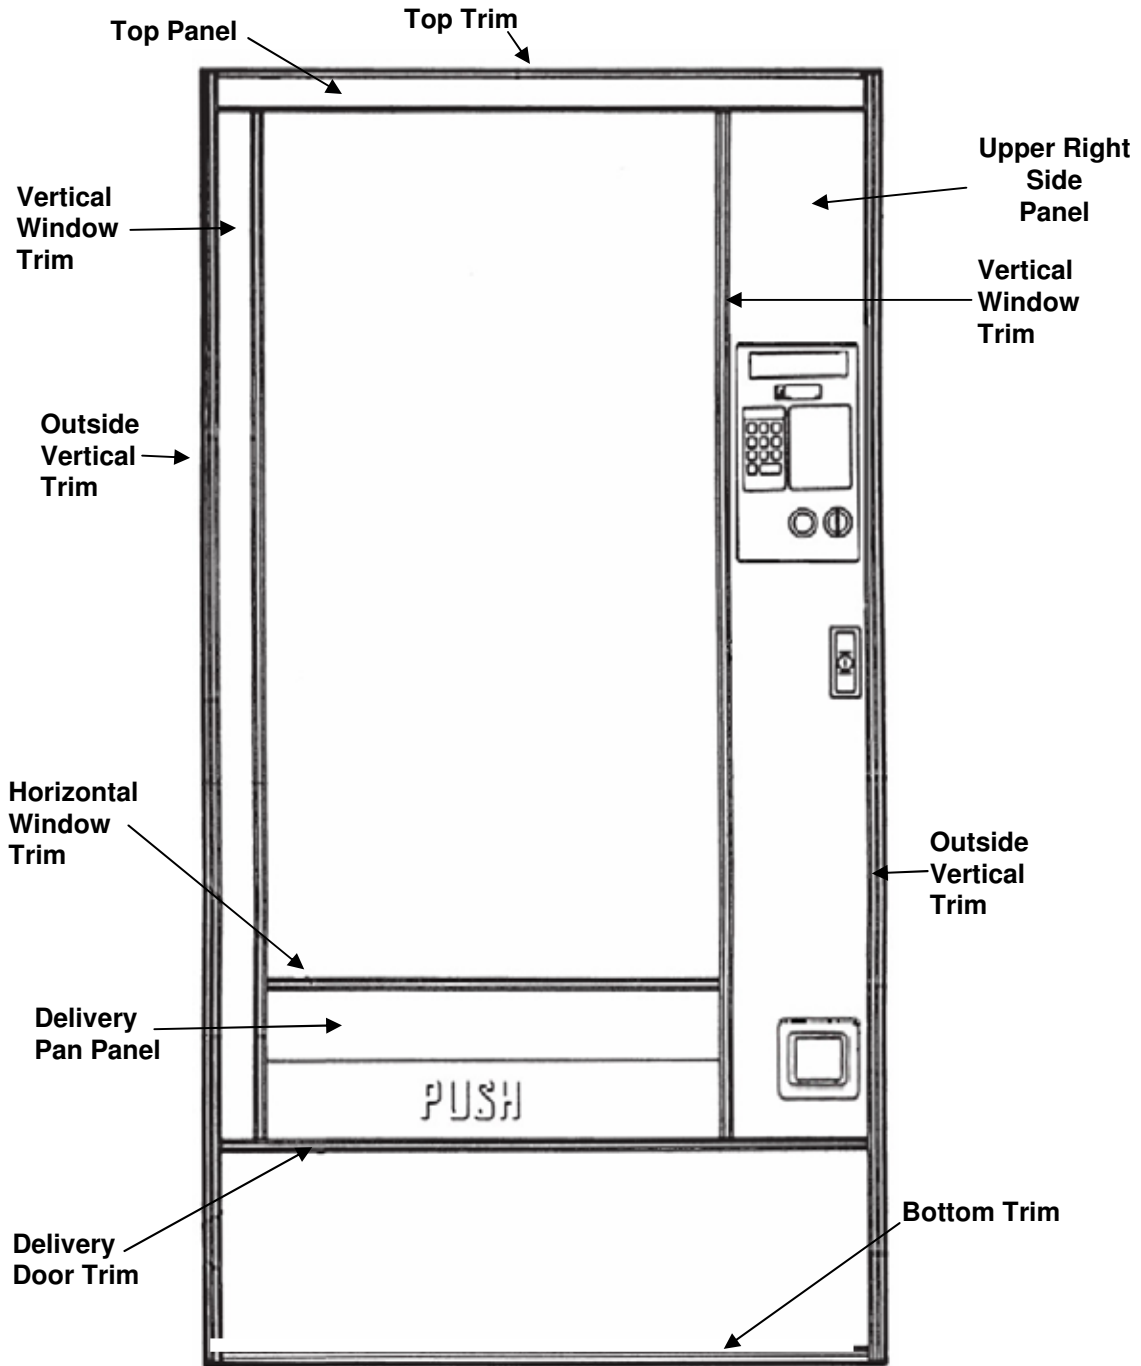 Top Panel
Top Trim
Upper Right
Side
Panel
Vertical
Window
Trim
Vertical
Window
Trim
Outside
Vertical
Trim
Horizontal
Window
Trim
Outside
Vertical
Trim
Delivery
Pan Panel
PUSH
Bottom Trim
Delivery
Door Trim